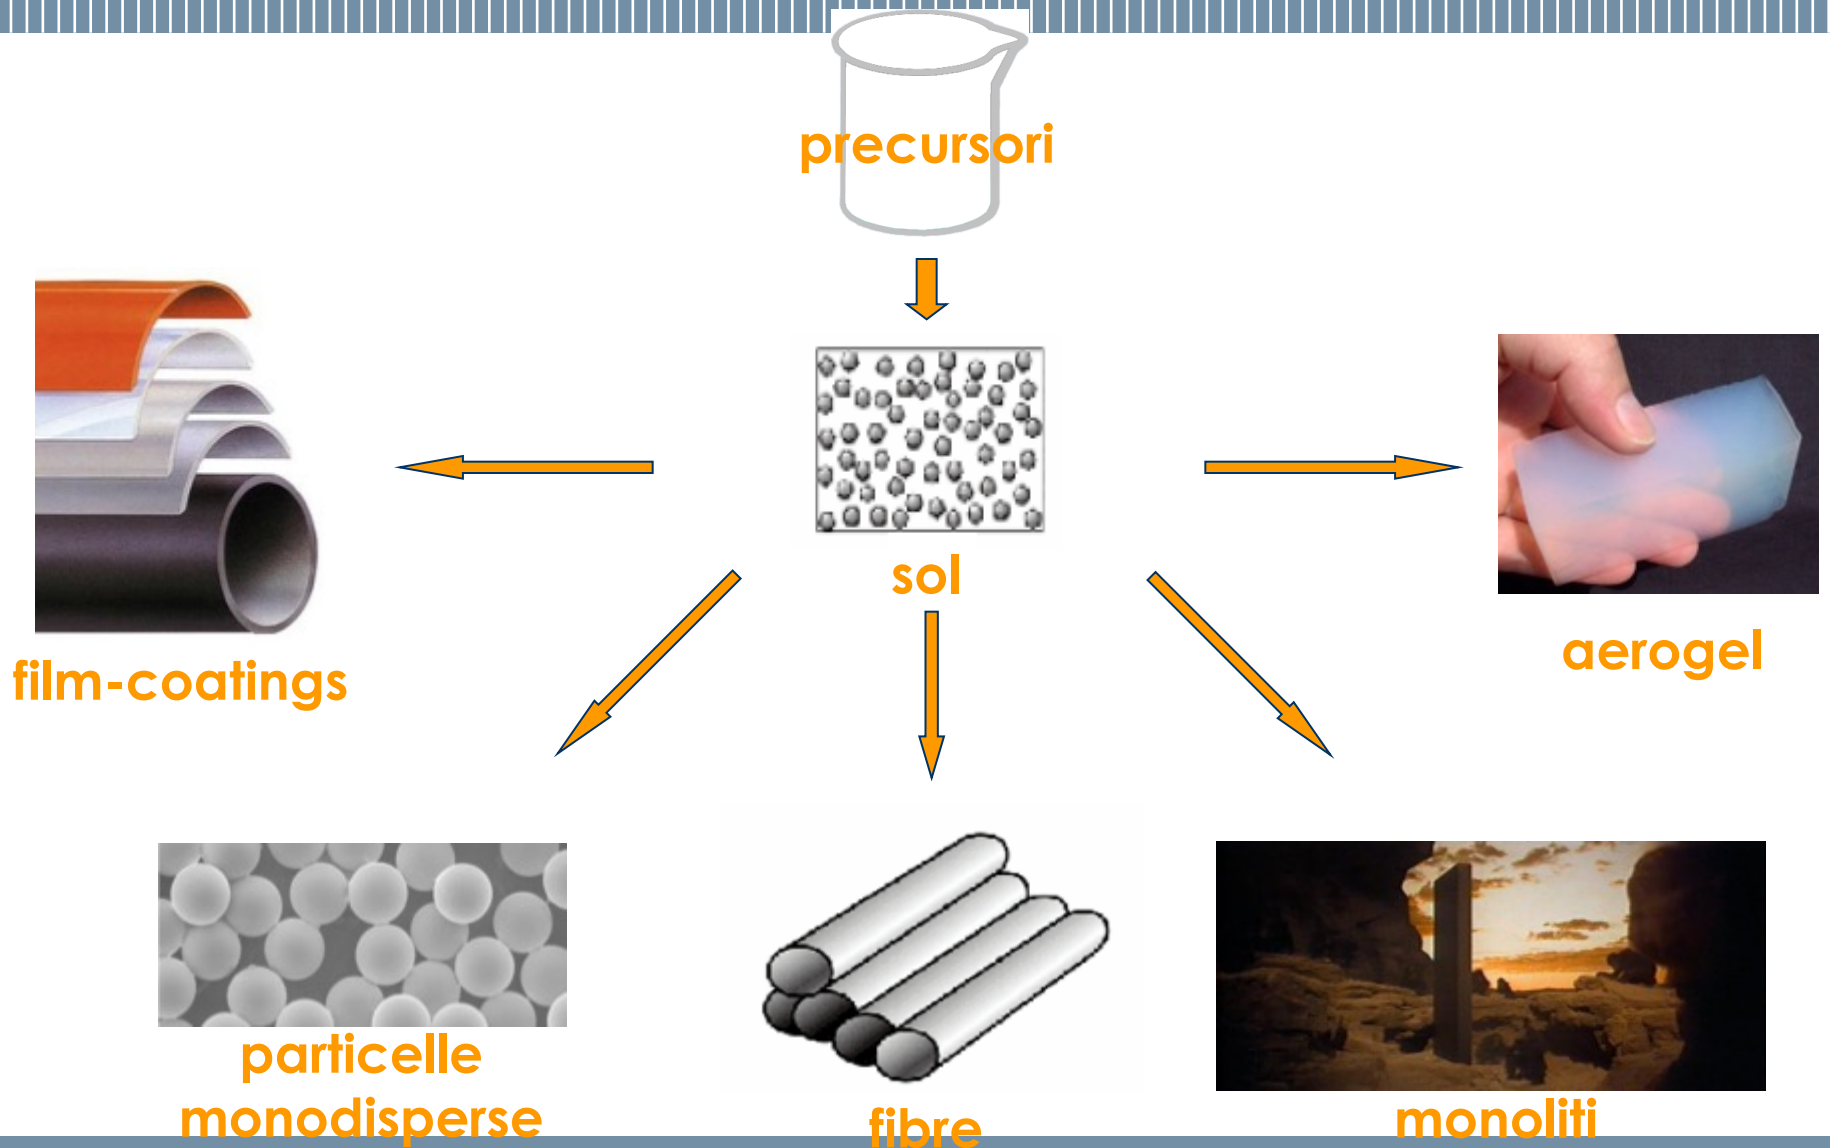 precursori
sol
film-coatings
aerogel
particelle
monodisperse
fibre
monoliti